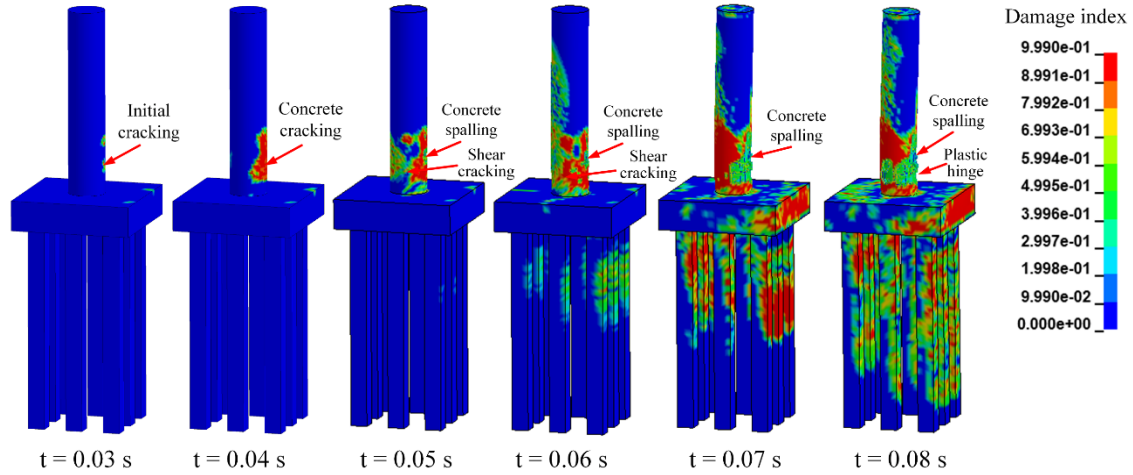 Damage index
9.990e-01
8.991e-01
7.992e-01
6.993e-01
5.994e-01
4.995e-01
3.996e-01
2.997e-01
1.998e-01
9.990e-02
0.000e+00
Initial
cracking
Concrete
cracking
Concrete
spalling
Shear
cracking
Concrete
spalling
Shear
cracking
Concrete
spalling
Concrete
spalling
Plastic
hinge
t = 0.03 s
t = 0.04 s
t = 0.05 s
t = 0.06 s
t = 0.07 s
t = 0.08 s